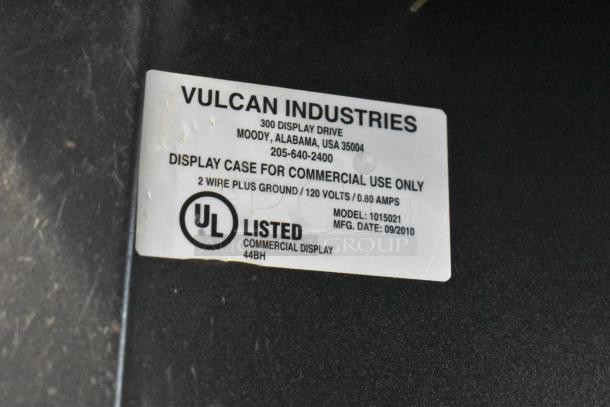 VULCAN INDUSTRIES
300 DISPLAY DRIVE
MOODY, ALABAMA, USA 35004
205-640-2400
DISPLAY CASE FOR COMMERCIAL USE ONLY
2 WIRE PLUS GROUND / 120 VOLTS / 0.80 AMPS
MODEL: 1015021
MFG. DATE: 09/2010
UL
®
LISTED
COMMERCIAL DISPLAY
44BH
GROUP